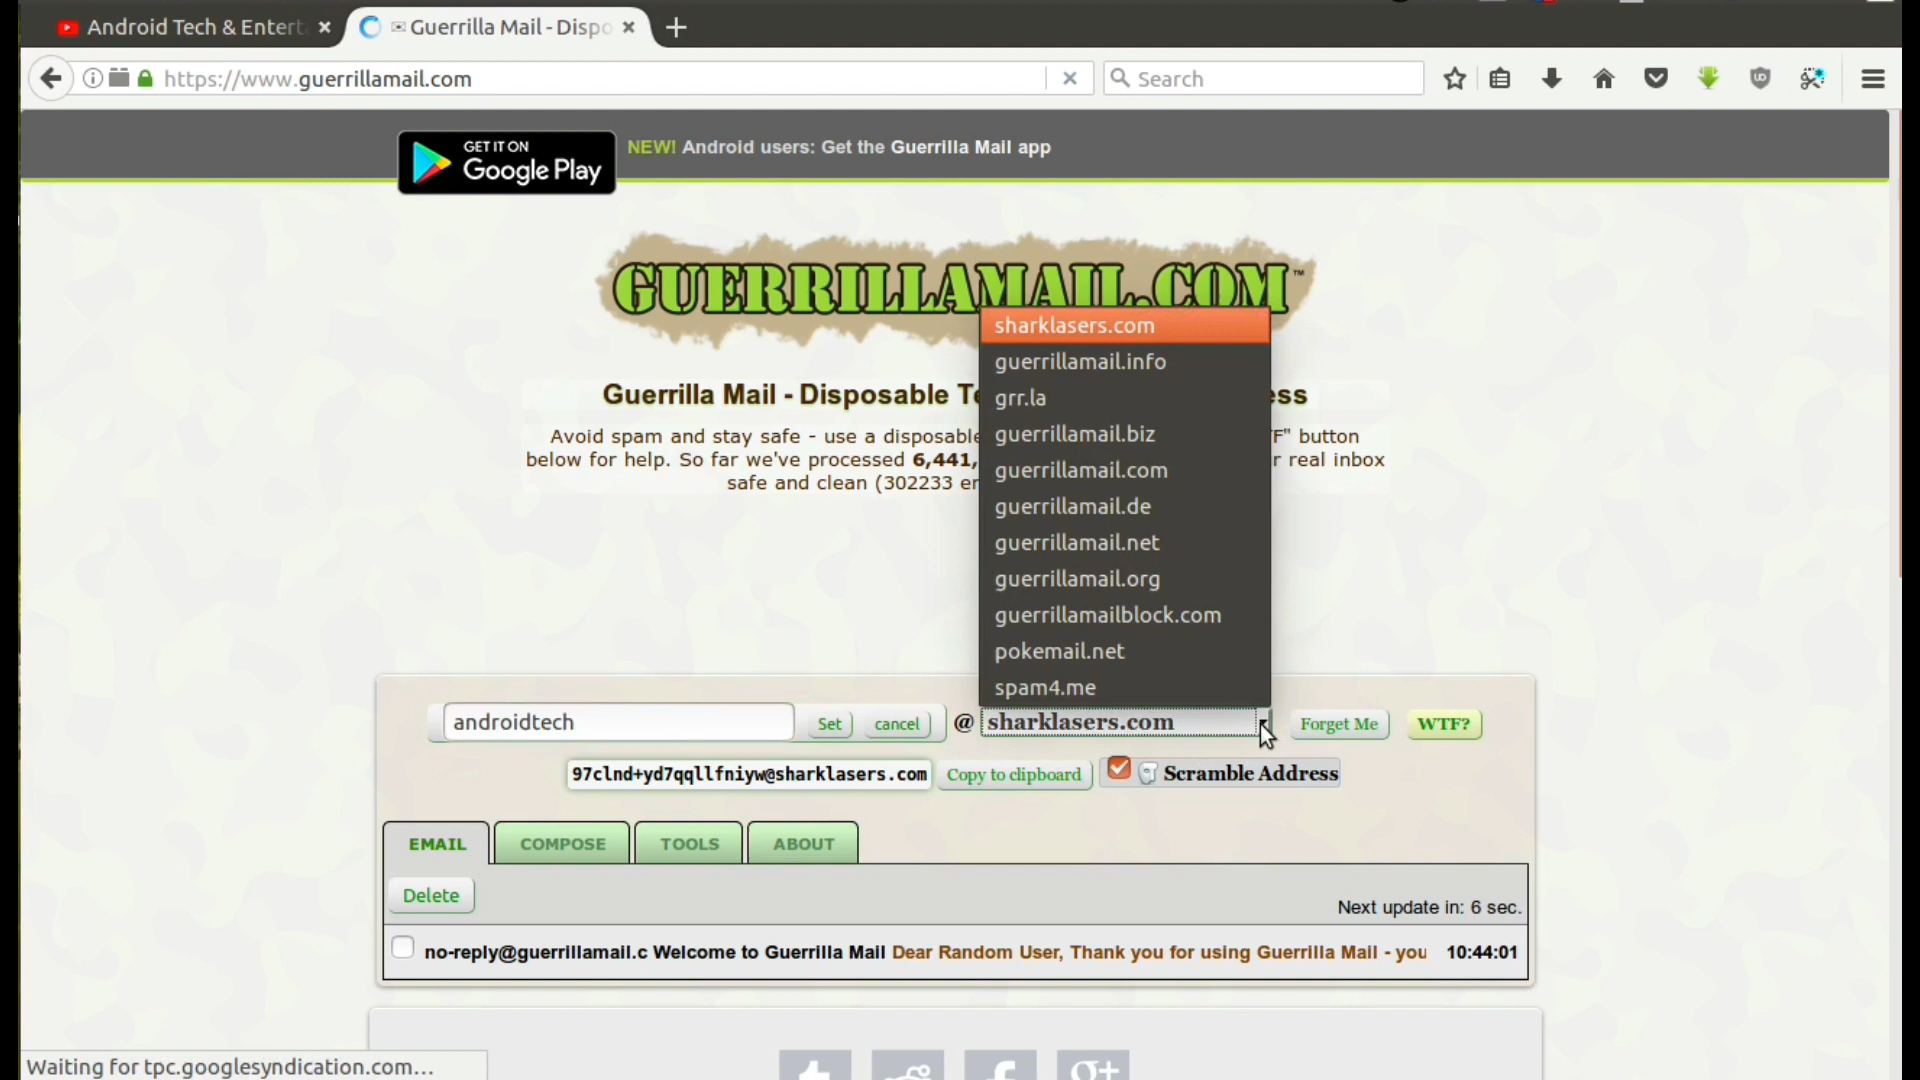 Android Tech & Entert
Guerrilla Mail - Dispo
https://www.guerrillamail.com
Search
GET IT ON
Google Play
NEW! Android users: Get the Guerrilla Mail app
GUERRILLAMAIL.COM™
sharklasers.com
guerrillamail.info
grr.la
guerrillamail.biz
guerrillamail.com
guerrillamail.de
guerrillamail.net
guerrillamail.org
guerrillamailblock.com
pokemail.net
spam4.me
Guerrilla Mail - Disposable
Avoid spam and stay safe - use a disposable button
below for help. So far we've processed 6,441, real inbox
safe and clean (302233
androidtech
Set
cancel
@
sharklasers.com
Forget Me
WTF?
97clnd+yd7qqllfniyw@sharklasers.com
Copy to clipboard
Scramble Address
EMAIL
COMPOSE
TOOLS
ABOUT
Delete
Next update in: 6 sec.
no-reply@guerrillamail.c Welcome to Guerrilla Mail Dear Random User, Thank you for using Guerrilla Mail - you 10:44:01
Waiting for tpc.googlesyndication.com...